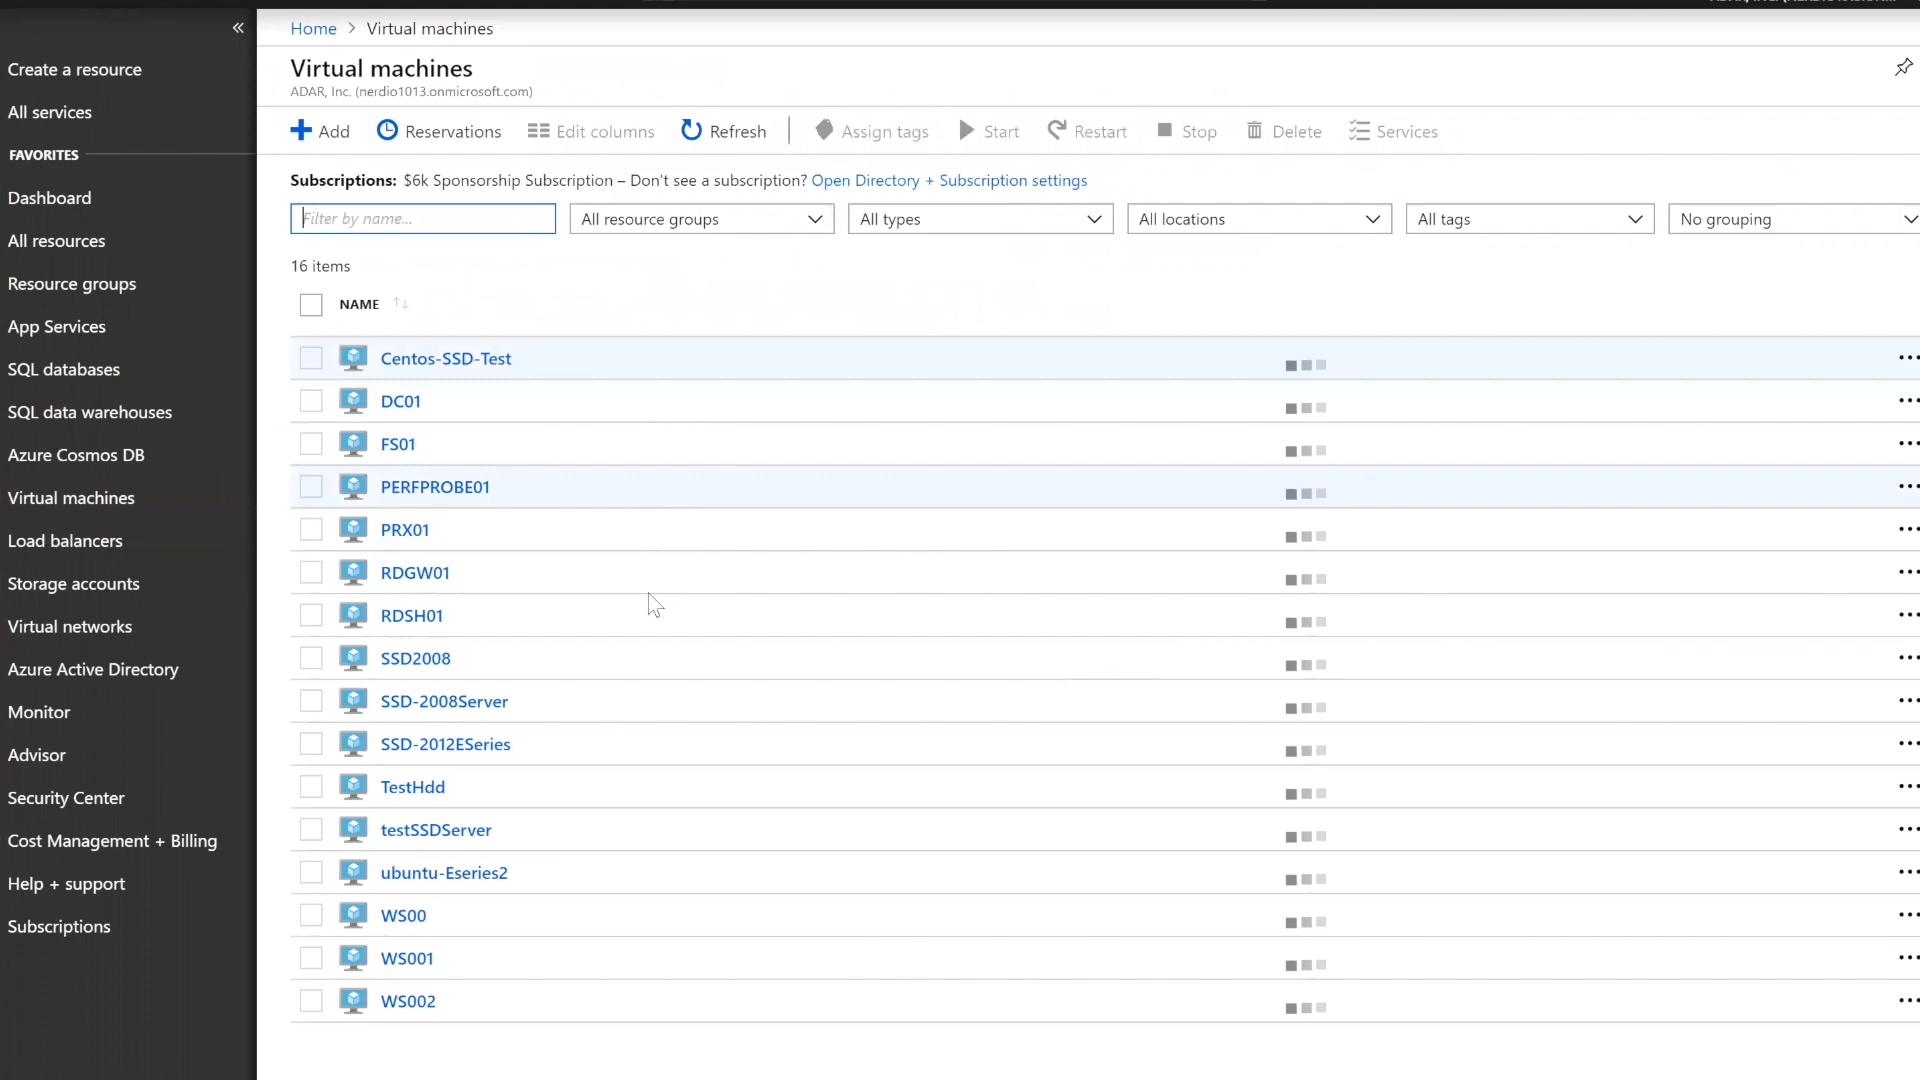 «
Create a resource
All services
FAVORITES
Dashboard
All resources
Resource groups
App Services
SQL databases
SQL data warehouses
Azure Cosmos DB
Virtual machines
Load balancers
Storage accounts
Virtual networks
Azure Active Directory
Monitor
Advisor
Security Center
Cost Management + Billing
Help + support
Subscriptions
Home > Virtual machines
Virtual machines
ADAR, Inc. (nerdio1013.onmicrosoft.com)
Add Reservations Edit columns Refresh Assign tags Start Restart Stop Delete Services
Subscriptions: $6k Sponsorship Subscription – Don't see a subscription? Open Directory + Subscription settings
Filter by name... All resource groups All types All locations All tags No grouping
16 items
NAME
Centos-SSD-Test
DC01
FS01
PERFPROBE01
PRX01
RDGW01
RDSH01
SSD2008
SSD-2008Server
SSD-2012ESeries
TestHdd
testSSDServer
ubuntu-Eseries2
WS00
WS001
WS002